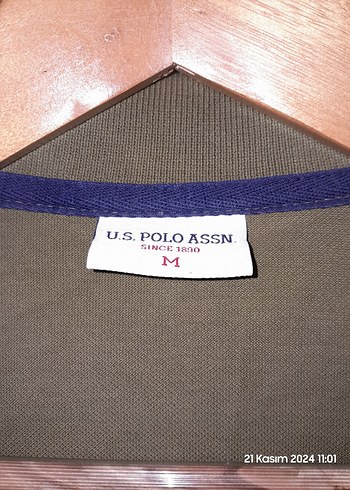 U.S. POLO ASSN.
SINCE 1890
M
21 Kasım 2024 11:01